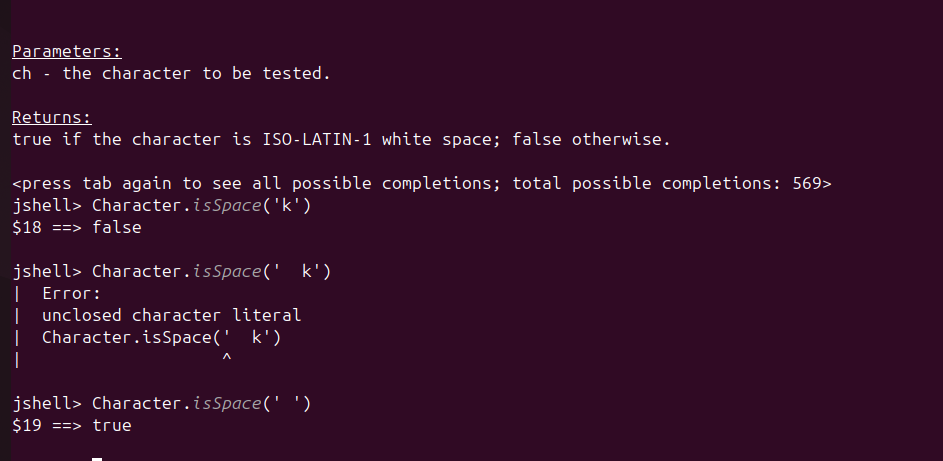 Parameters:
ch - the character to be tested.
Returns:
true if the character is ISO-LATIN-1 white space; false otherwise.
<press tab again to see all possible completions; total possible completions: 569>
jshell> Character.isSpace('k')
$18 ==> false
jshell> Character.isSpace('  k')
|  Error:
|  unclosed character literal
|  Character.isSpace('  k')
|                    ^
jshell> Character.isSpace(' ')
$19 ==> true